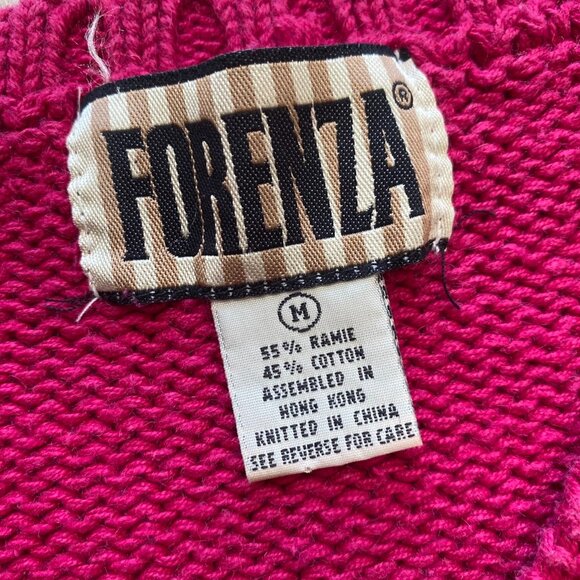 FORENZA®
M
55% RAMIE
45% COTTON
ASSEMBLED IN
HONG KONG
KNITTED IN CHINA
SEE REVERSE FOR CARE